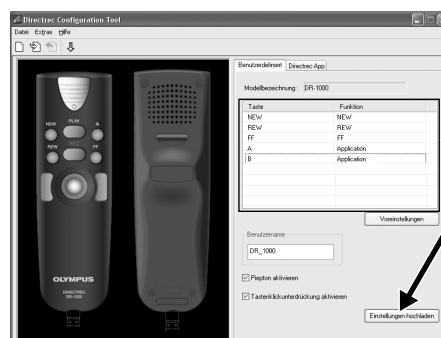 Directrec Configuration Tool
Datei Extras Hilfe
Benutzerdefiniert Directrec App
Modellbezeichnung : DR-1000
Taste Funktion
NEW NEW
REW REW
FF FF
A Application
B Application
Voreinstellungen
Benutzername
DR_1000
Piepton aktivieren
Tastenklickunterdrückung aktivieren
Einstellungen hochladen
NEW PLAY A
REW REC FF
OLYMPUS
DIRECTREC
DR-1000